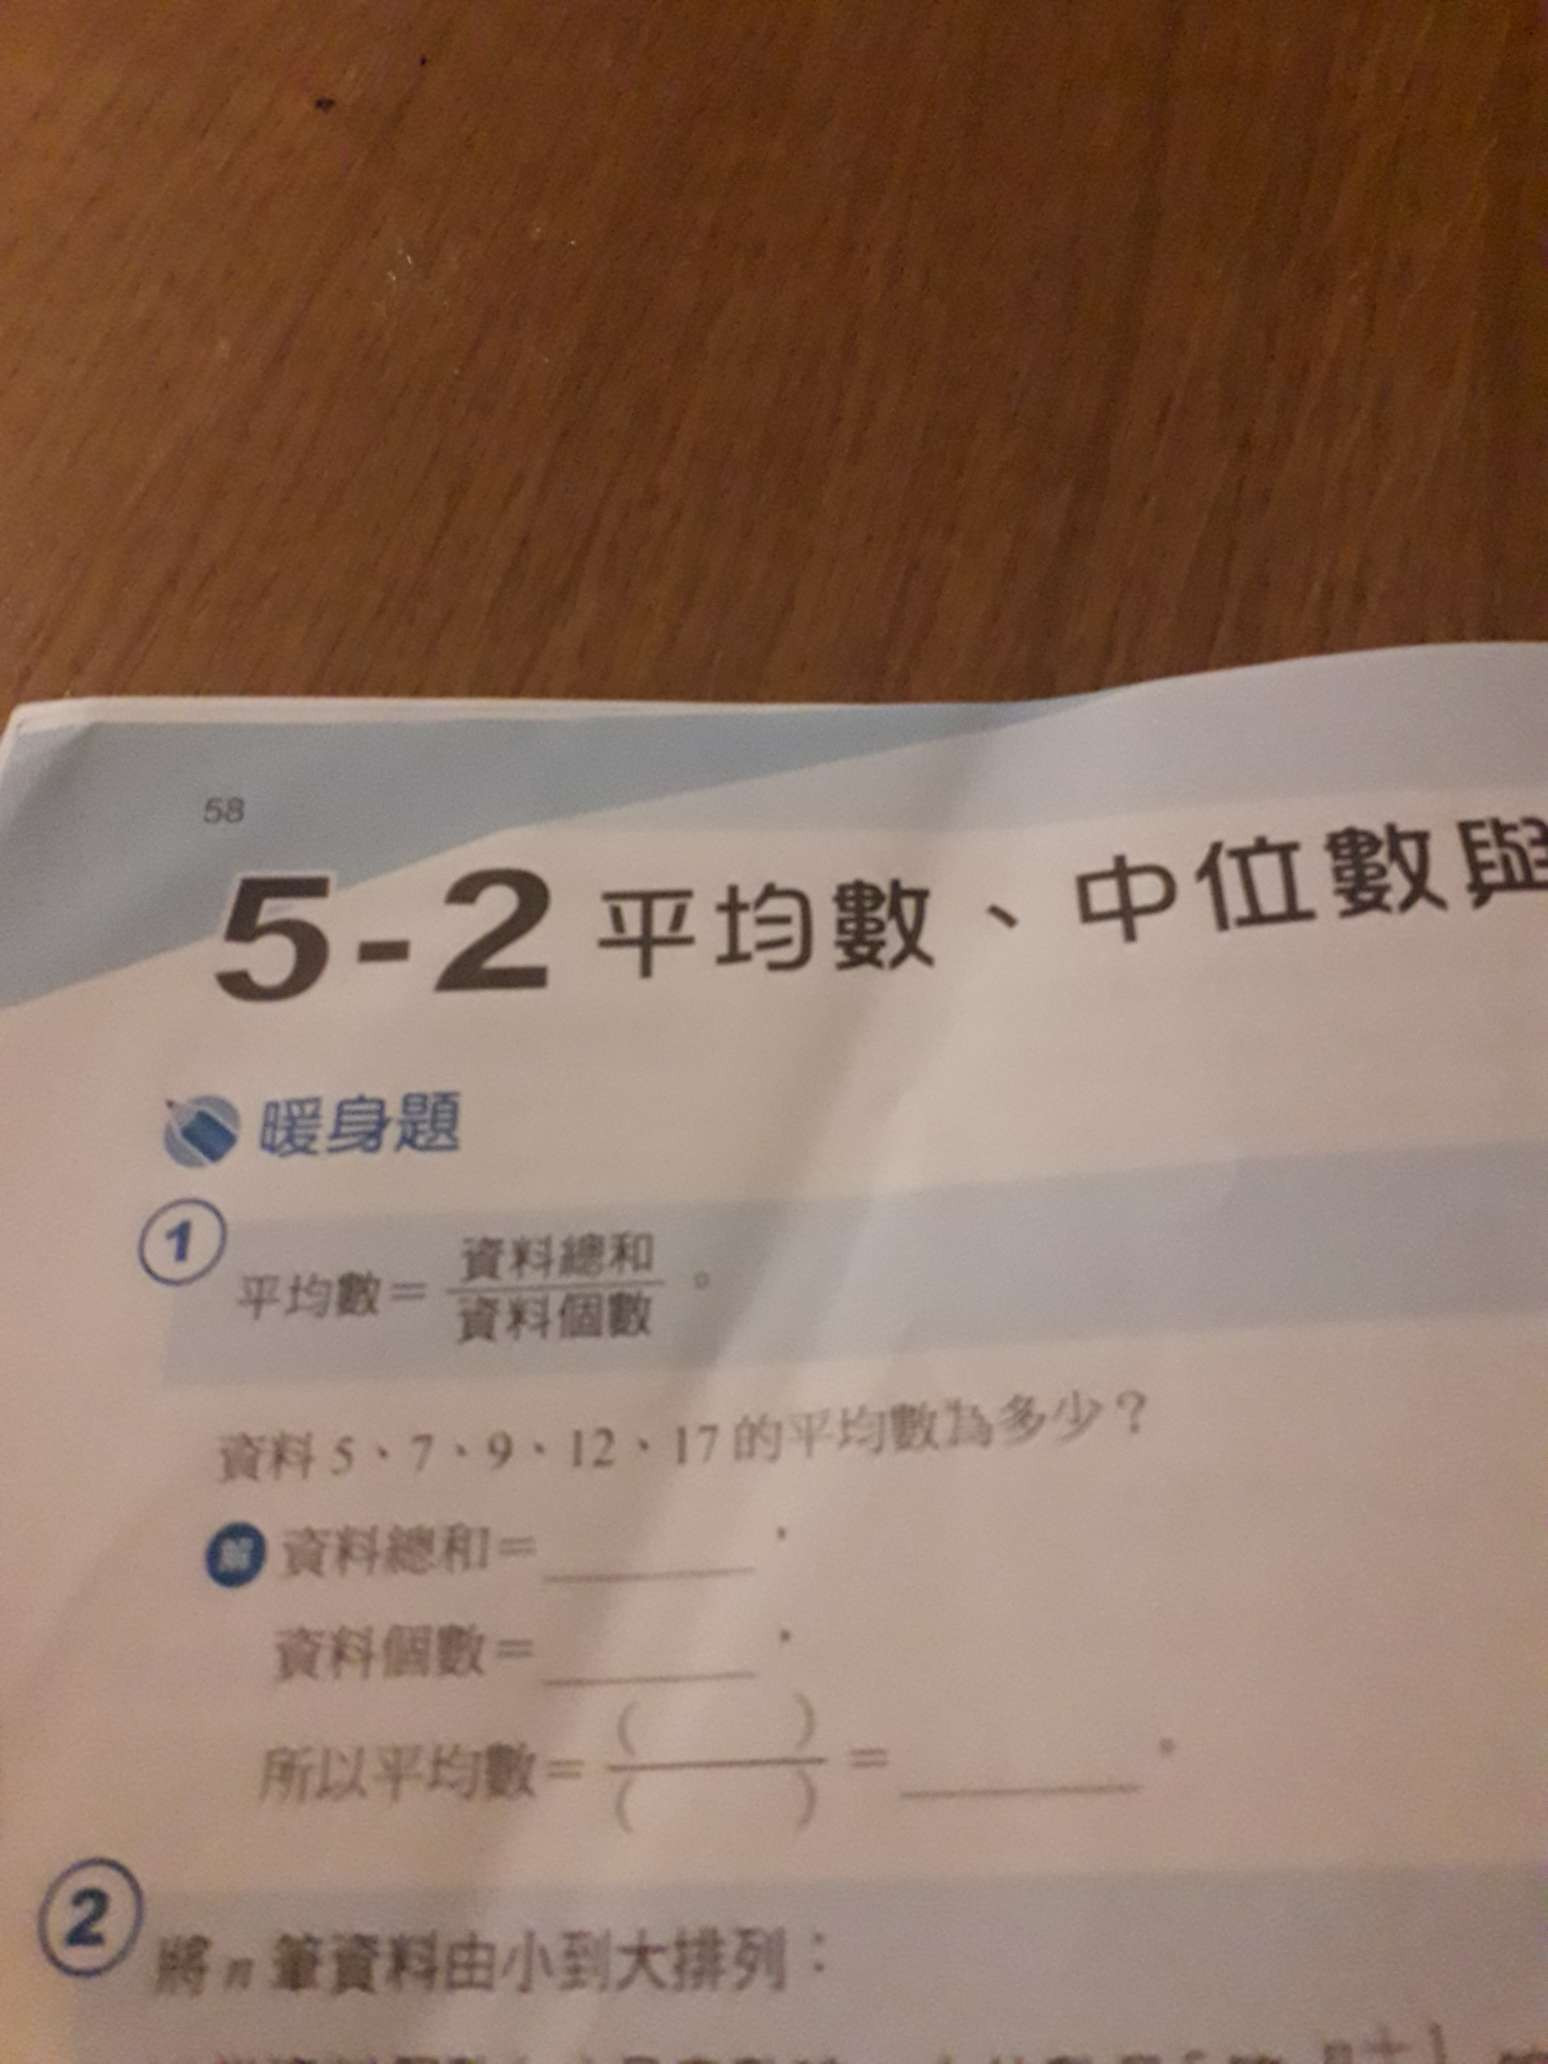 58
5-2 平均數、中位數與
暖身題
1
平均數＝資料總和/資料個數。
資料 5、7、9、12、17 的平均數為多少？
解 資料總和＝________，
資料個數＝________，
所以平均數＝(    )/(    )＝________。
2
將 n 筆資料由小到大排列：